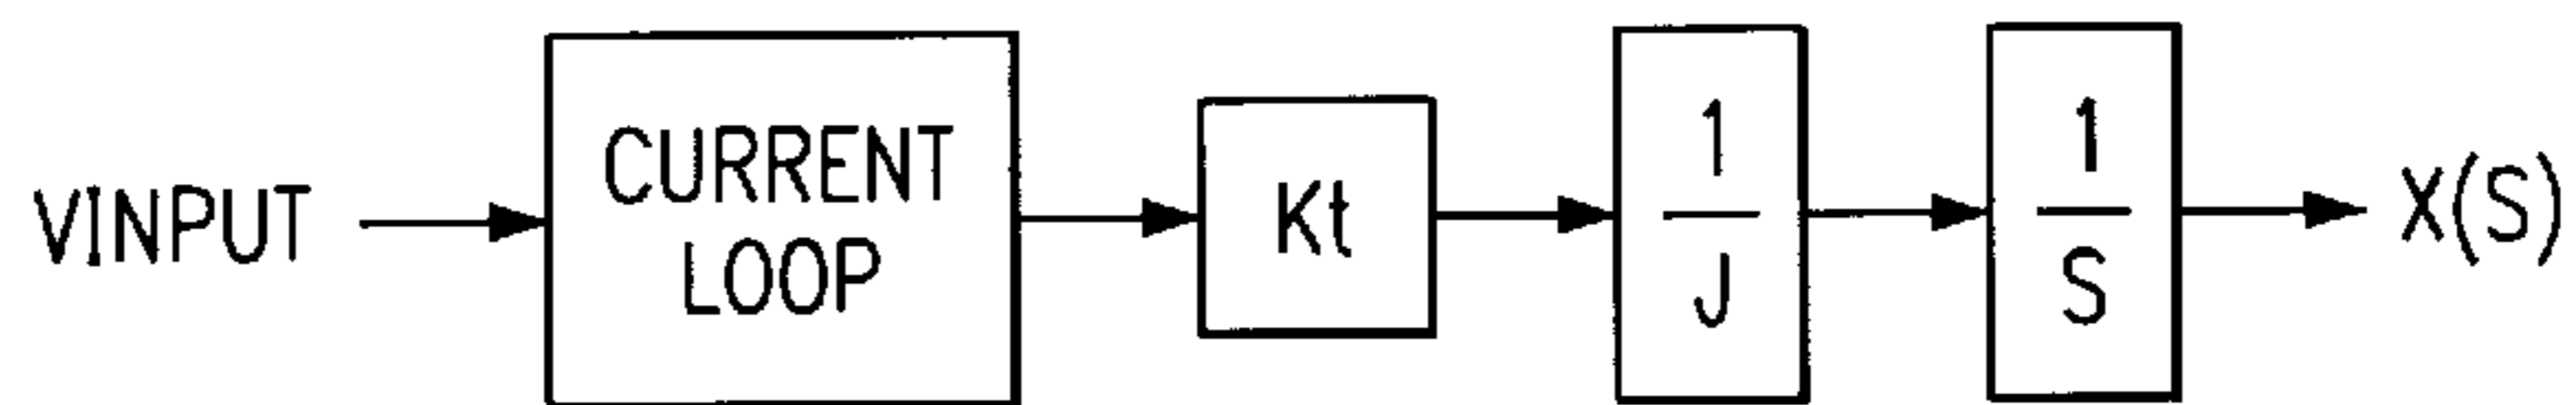 VINPUT
CURRENT
LOOP
Kt
1
J
1
S
X(S)